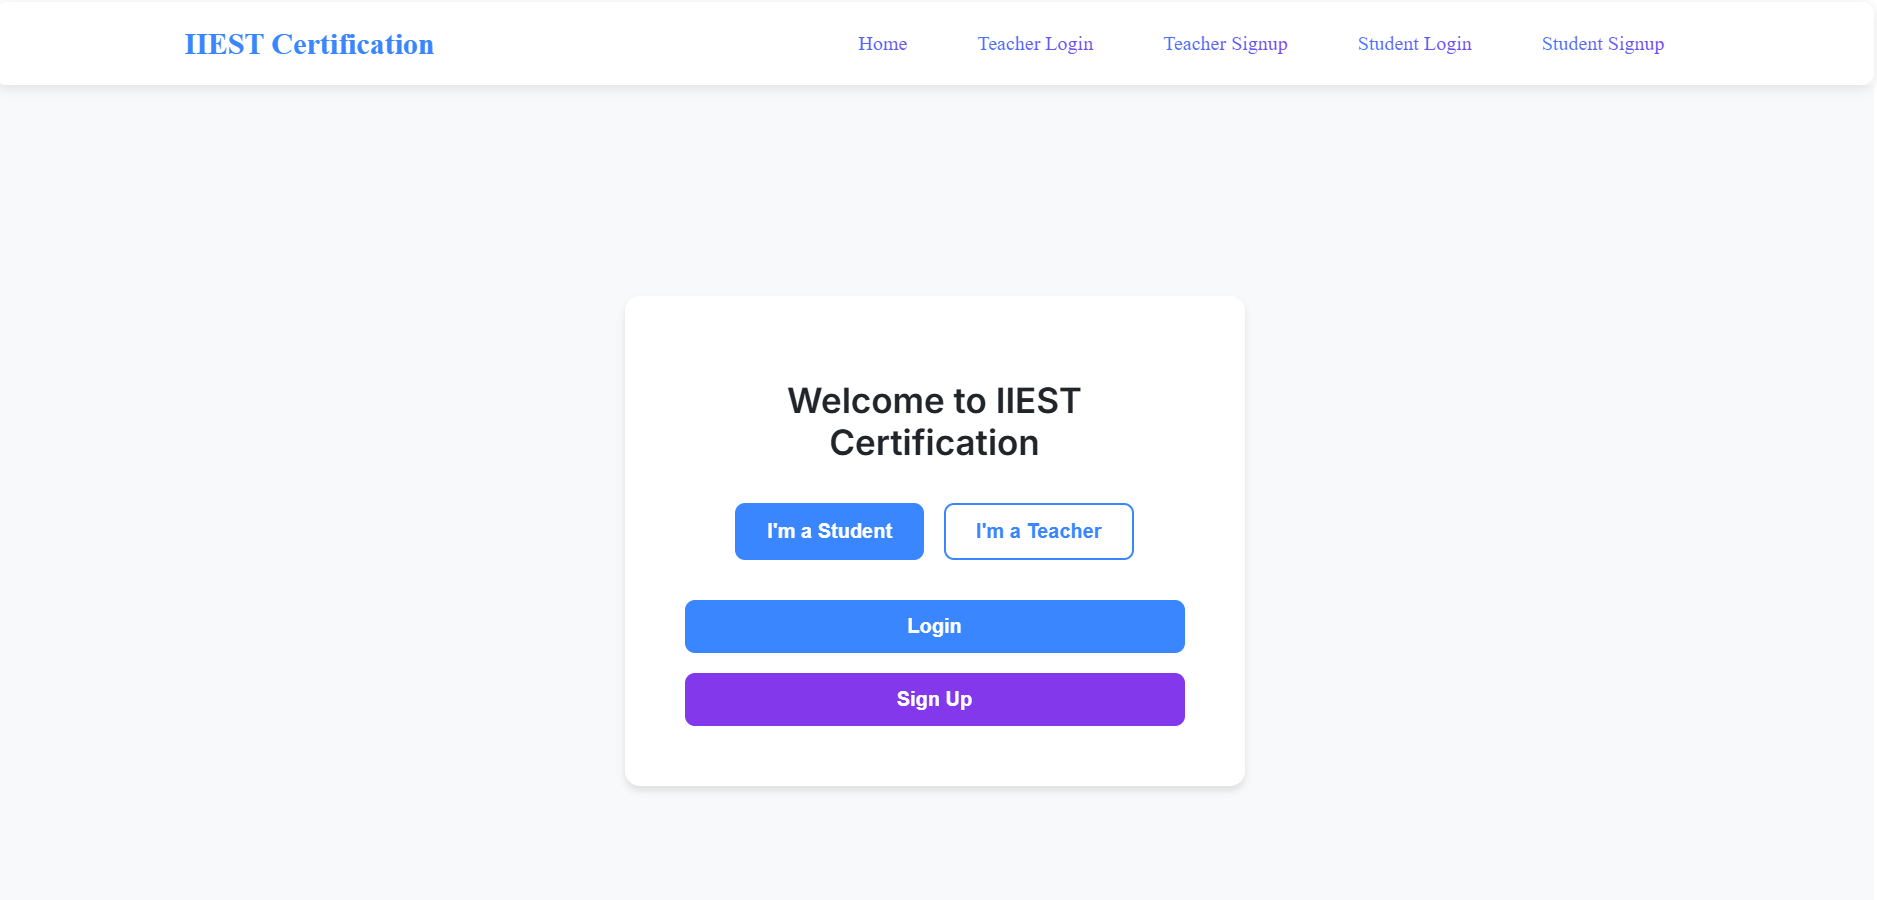 IIEST Certification
Home
Teacher Login
Teacher Signup
Student Login
Student Signup
Welcome to IIEST
Certification
I'm a Student
I'm a Teacher
Login
Sign Up